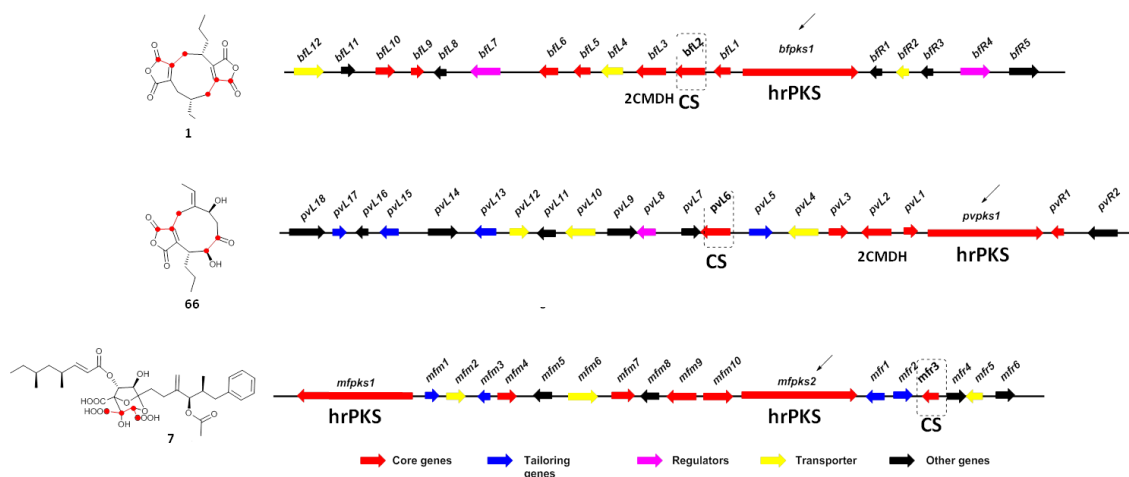 bfL12 bfL11 bfL10 bfL9 bfL8 bfL7 bfL6 bfL5 bfL4 bfL3 bfL2 bfL1 bfpks1 bfR1 bfR2 bfR3 bfR4 bfR5
2CMDH CS hrPKS
O O O O O O
1
pvL18 pvL17 pvL16 pvL15 pvL14 pvL13 pvL12 pvL11 pvL10 pvL9 pvL8 pvL7 pvL6 pvL5 pvL4 pvL3 pvL2 pvL1 pvpks1 pvR1 pvR2
CS 2CMDH hrPKS
OH O O O O OH
66
mfpks1 mfm1 mfm2 mfm3 mfm4 mfm5 mfm6 mfm7 mfm8 mfm9 mfm10 mfpks2 mfr1 mfr2 mfr3 mfr4 mfr5 mfr6
hrPKS hrPKS CS
O O OH HOOC O O OH O O
7
Core genes Tailoring genes Regulators Transporter Other genes